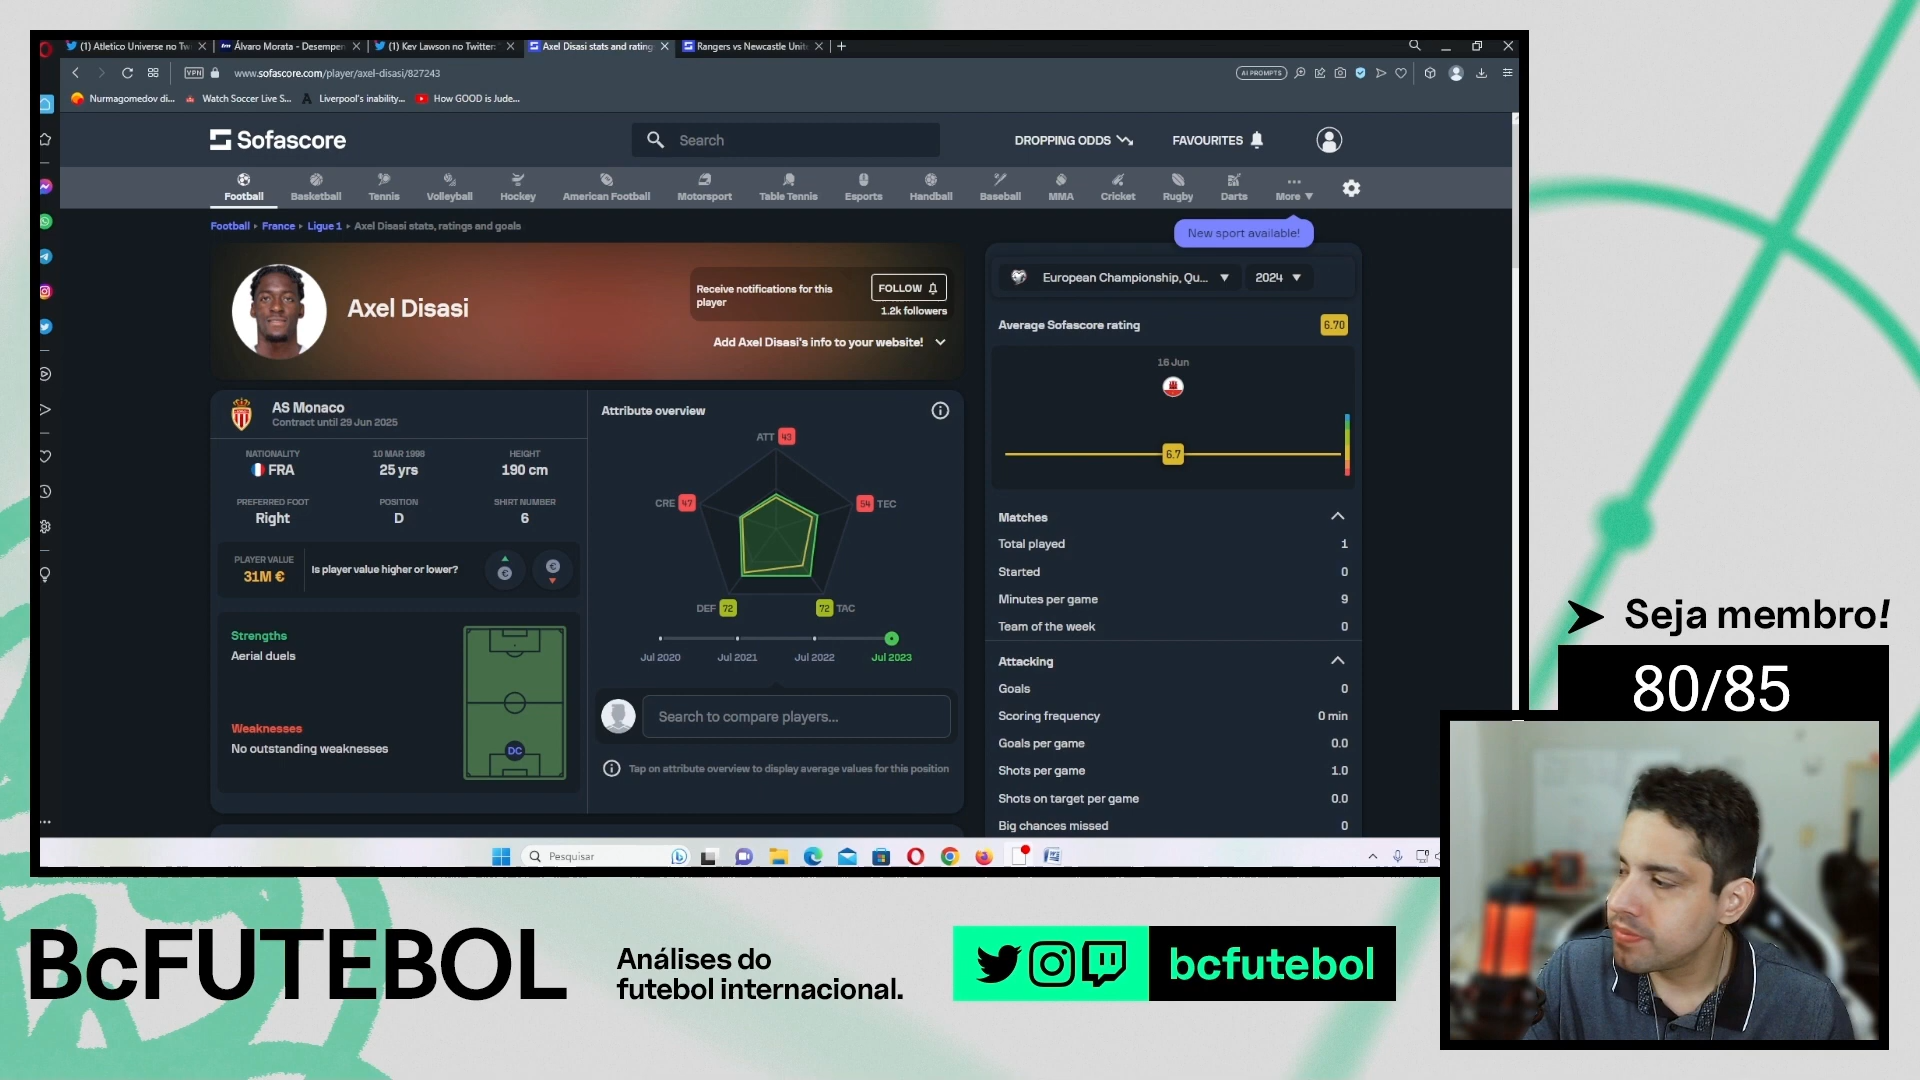 (1) Atletico Universe no Tw
Álvaro Morata - Desempen
(1) Kev Lawson no Twitter: "
Axel Disasi stats and rating
Rangers vs Newcastle Unite
VPN
www.sofascore.com/player/axel-disasi/827243
AI PROMPTS
Nurmagomedov di...
Watch Soccer Live S...
Liverpool's inability...
How GOOD is Jude...
Sofascore
Search
DROPPING ODDS
FAVOURITES
Football
Basketball
Tennis
Volleyball
Hockey
American Football
Motorsport
Table Tennis
Esports
Handball
Baseball
MMA
Cricket
Rugby
Darts
More
Football
France
Ligue 1
Axel Disasi stats, ratings and goals
New sport available!
Axel Disasi
Receive notifications for this
player
FOLLOW
1.2k followers
Add Axel Disasi's info to your website!
European Championship, Qu...
2024
Average Sofascore rating
6.70
16 Jun
6.7
AS Monaco
Contract until 29 Jun 2025
NATIONALITY
FRA
10 MAR 1998
25 yrs
HEIGHT
190 cm
PREFERRED FOOT
Right
POSITION
D
SHIRT NUMBER
6
PLAYER VALUE
31M €
Is player value higher or lower?
€
€
Strengths
Aerial duels
Weaknesses
No outstanding weaknesses
DC
Attribute overview
ATT 43
CRE 47
54 TEC
DEF 72
72 TAC
Jul 2020
Jul 2021
Jul 2022
Jul 2023
Search to compare players...
Tap on attribute overview to display average values for this position
Matches
Total played 1
Started 0
Minutes per game 9
Team of the week 0
Attacking
Goals 0
Scoring frequency 0 min
Goals per game 0.0
Shots per game 1.0
Shots on target per game 0.0
Big chances missed 0
Pesquisar
Seja membro!
80/85
BcFUTEBOL
Análises do
futebol internacional.
bcfutebol